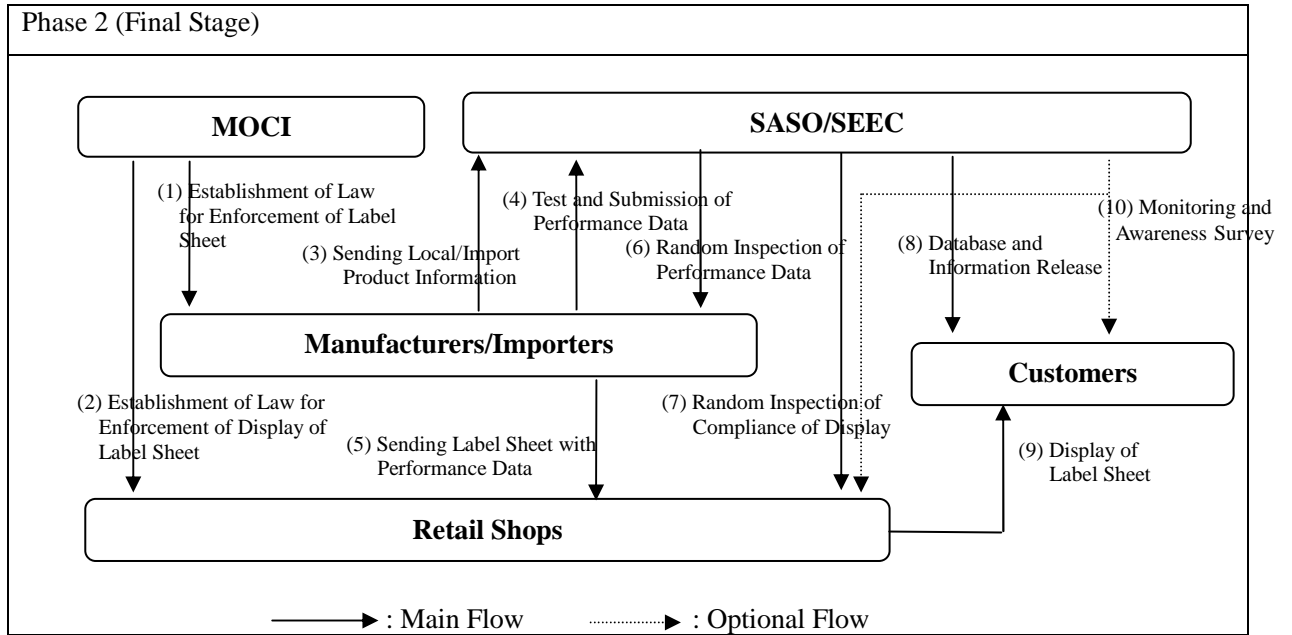 Phase 2 (Final Stage)
MOCI
SASO/SEEC
(1) Establishment of Law
for Enforcement of Label
Sheet
(3) Sending Local/Import
Product Information
(4) Test and Submission of
Performance Data
(6) Random Inspection of
Performance Data
(8) Database and
Information Release
(10) Monitoring and
Awareness Survey
Manufacturers/Importers
Customers
(2) Establishment of Law for
Enforcement of Display of
Label Sheet
(5) Sending Label Sheet with
Performance Data
(7) Random Inspection of
Compliance of Display
(9) Display of
Label Sheet
Retail Shops
: Main Flow
: Optional Flow